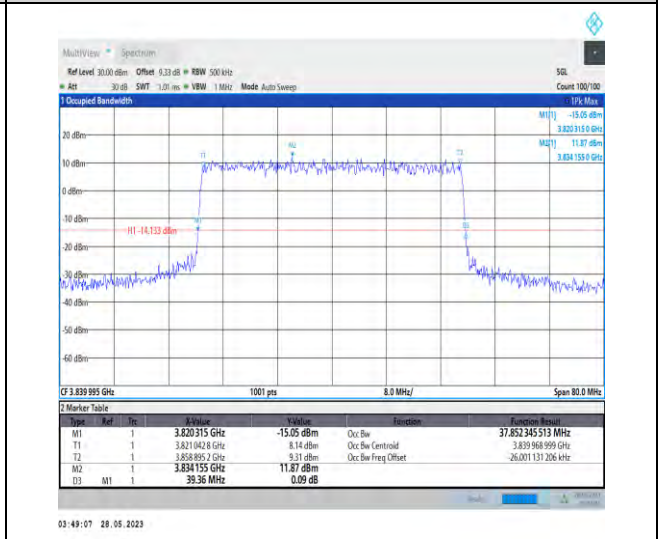 MultiView Spectrum
Ref Level 30.00 dBm Offset 9.33 dB RBW 500 kHz SGL
Att 30 dB SWT 1.01 ms VBW 1 MHz Mode Auto Sweep Count 100/100
1 Occupied Bandwidth 1Pk Max
M1[1] -15.05 dBm
3.820 315 0 GHz
M2[1] 11.87 dBm
3.834 155 0 GHz
20 dBm
M2
T1
T2
10 dBm
0 dBm
-10 dBm
M1
D3
H1 -14.133 dBm
-20 dBm
-30 dBm
-40 dBm
-50 dBm
-60 dBm
CF 3.839 995 GHz 1001 pts 8.0 MHz/ Span 80.0 MHz
2 Marker Table
Type Ref Trc X-Value Y-Value Function Function Result
M1 1 3.820 315 GHz -15.05 dBm Occ Bw 37.852 345 513 MHz
T1 1 3.821 042 8 GHz 8.14 dBm Occ Bw Centroid 3.839 968 999 GHz
T2 1 3.858 895 2 GHz 9.31 dBm Occ Bw Freq Offset -26.001 131 206 kHz
M2 1 3.834 155 GHz 11.87 dBm
D3 M1 1 39.36 MHz 0.09 dB
03:49:07 28.05.2023